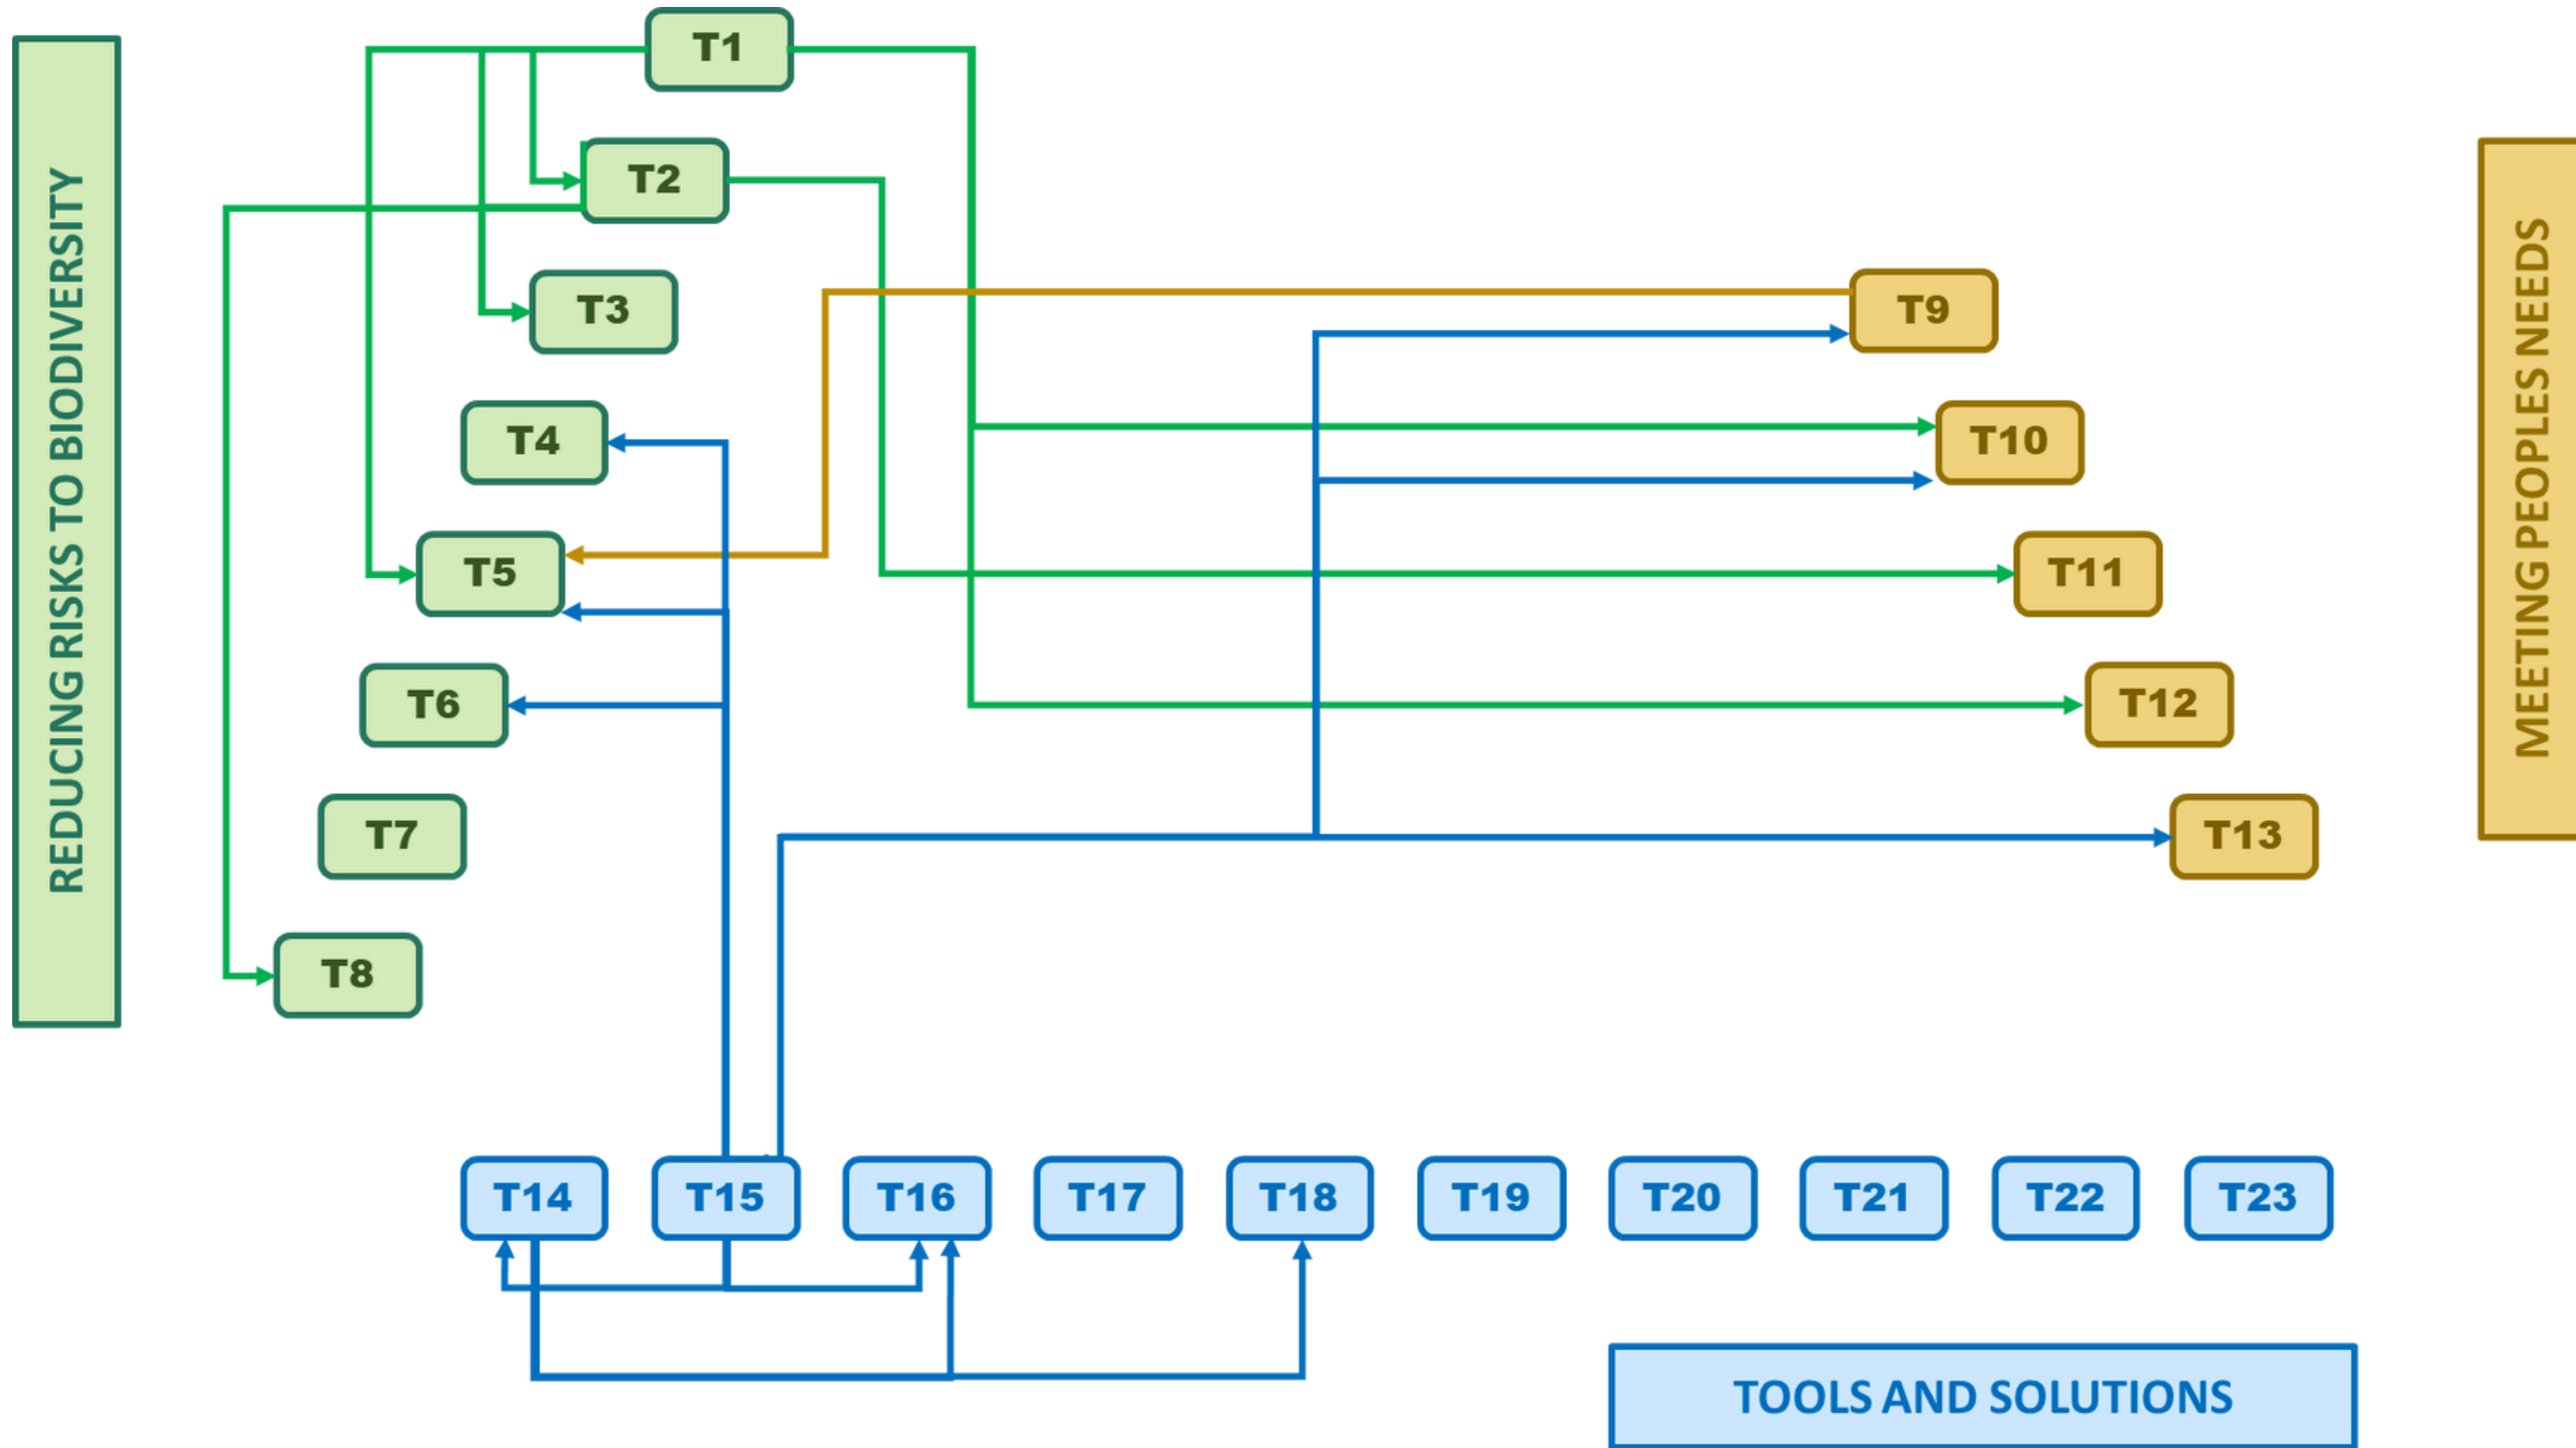 REDUCING RISKS TO BIODIVERSITY
T1
T2
T3
T4
T5
T6
T7
T8
T9
T10
T11
T12
T13
MEETING PEOPLES NEEDS
T14
T15
T16
T17
T18
T19
T20
T21
T22
T23
TOOLS AND SOLUTIONS